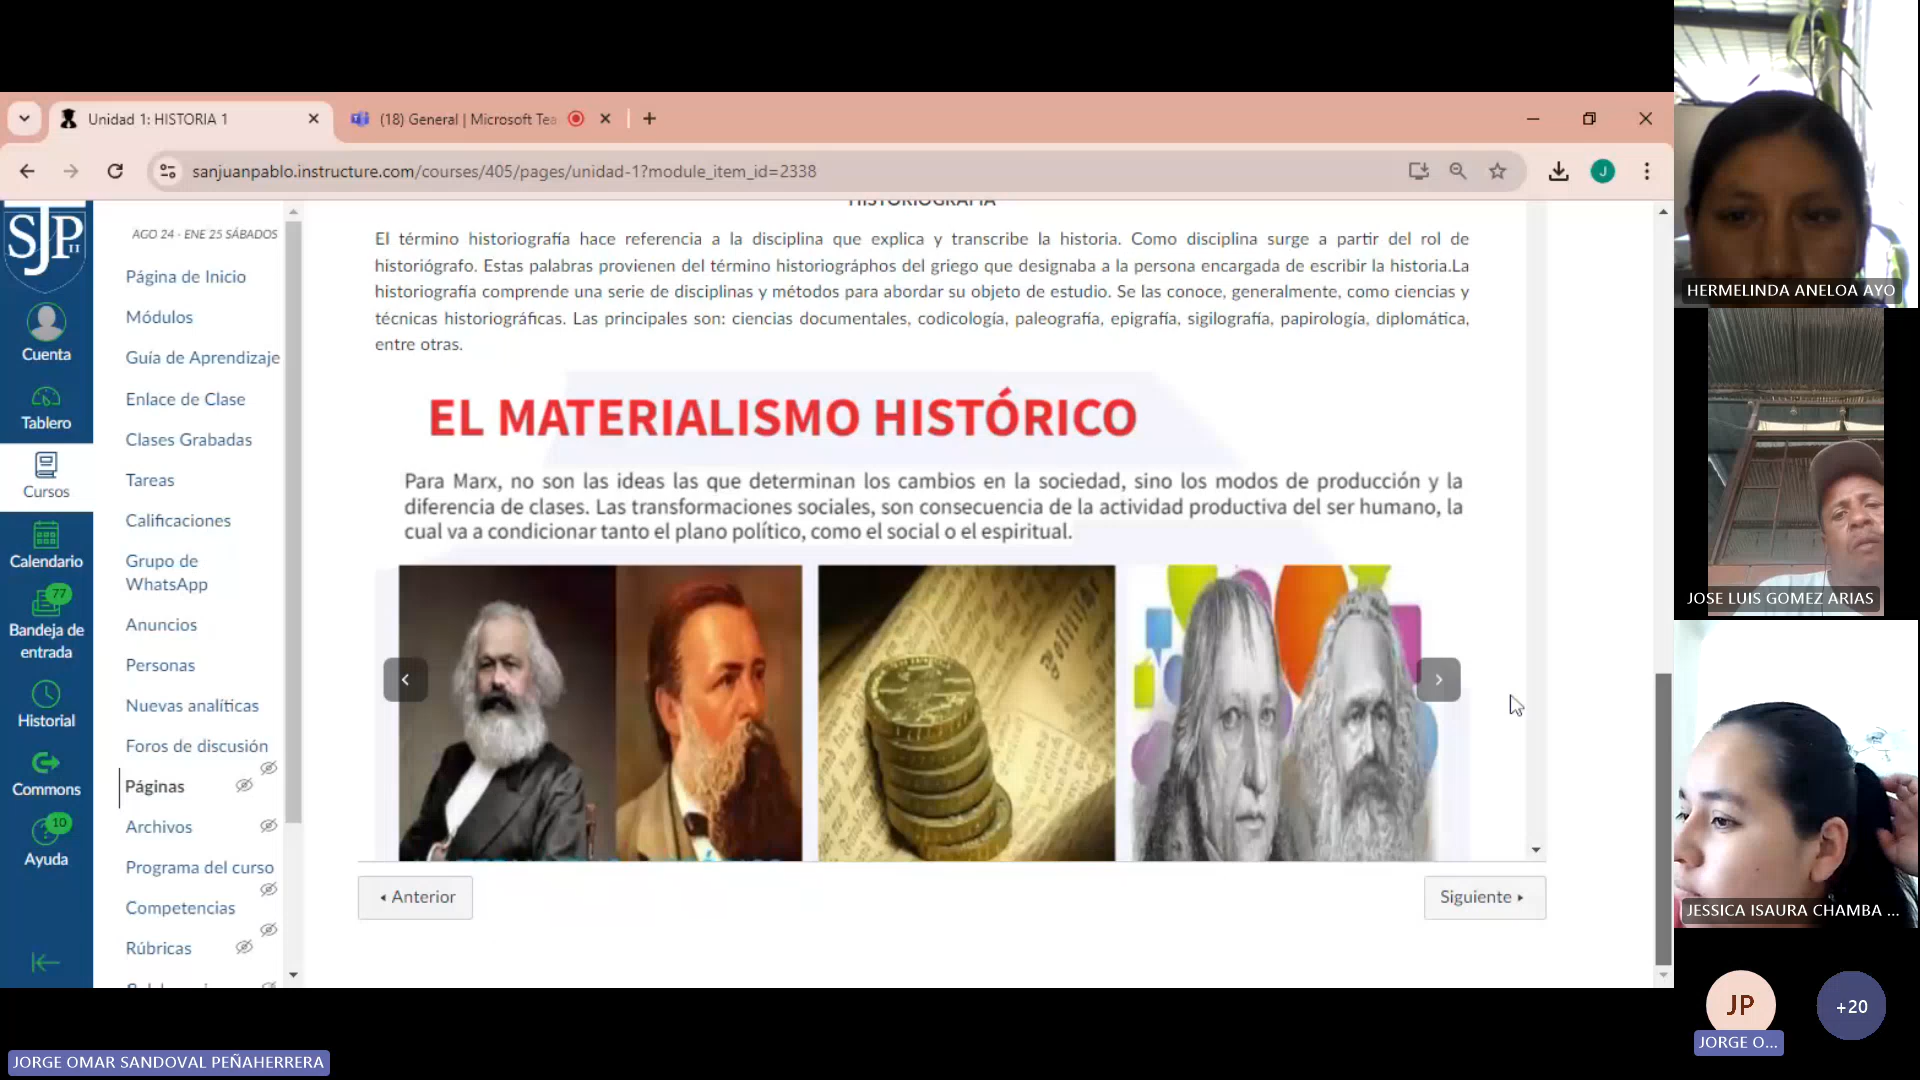 Unidad 1: HISTORIA 1
(18) General | Microsoft Tea
sanjuanpablo.instructure.com/courses/405/pages/unidad-1?module_item_id=2338
J
SJP II
Cuenta
Tablero
Cursos
Calendario
77
Bandeja de
entrada
Historial
Commons
10
Ayuda
AGO 24 - ENE 25 SÁBADOS
Página de Inicio
Módulos
Guía de Aprendizaje
Enlace de Clase
Clases Grabadas
Tareas
Calificaciones
Grupo de
WhatsApp
Anuncios
Personas
Nuevas analíticas
Foros de discusión
Páginas
Archivos
Programa del curso
Competencias
Rúbricas
HISTORIOGRAFIA
El término historiografía hace referencia a la disciplina que explica y transcribe la historia. Como disciplina surge a partir del rol de
historiógrafo. Estas palabras provienen del término historiográphos del griego que designaba a la persona encargada de escribir la historia.La
historiografía comprende una serie de disciplinas y métodos para abordar su objeto de estudio. Se las conoce, generalmente, como ciencias y
técnicas historiográficas. Las principales son: ciencias documentales, codicología, paleografía, epigrafía, sigilografía, papirología, diplomática,
entre otras.
EL MATERIALISMO HISTÓRICO
Para Marx, no son las ideas las que determinan los cambios en la sociedad, sino los modos de producción y la
diferencia de clases. Las transformaciones sociales, son consecuencia de la actividad productiva del ser humano, la
cual va a condicionar tanto el plano político, como el social o el espiritual.
Anterior
Siguiente
HERMELINDA ANELOA AYO
JOSE LUIS GOMEZ ARIAS
JESSICA ISAURA CHAMBA ...
JP
JORGE O...
+20
JORGE OMAR SANDOVAL PEÑAHERRERA